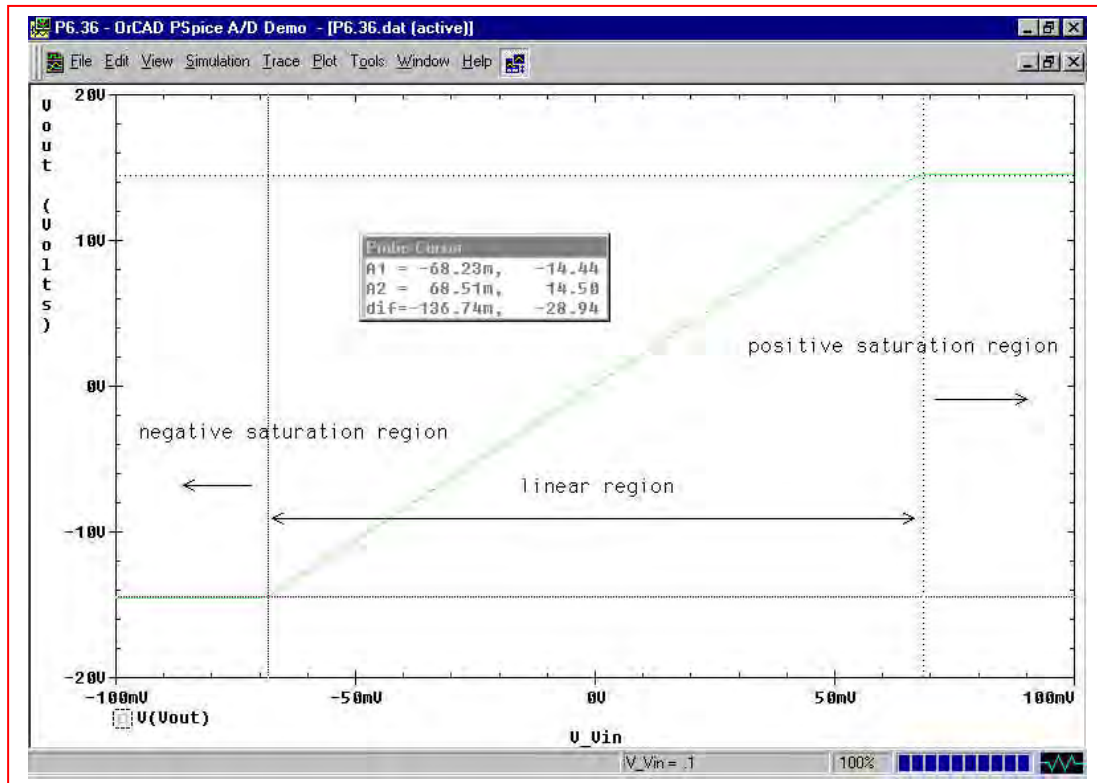 P6.36 - OrCAD PSpice A/D Demo - [P6.36.dat (active)]
File Edit View Simulation Trace Plot Tools Window Help
Vout (Volts)
20V
10V
0V
-10V
-20V
Probe Cursor
A1 = -68.23m, -14.44
A2 = 68.51m, 14.50
dif=-136.74m, -28.94
positive saturation region
negative saturation region
linear region
-100mV -50mV 0V 50mV 100mV
V(Vout)
V_Vin
V_Vin = .1 100%